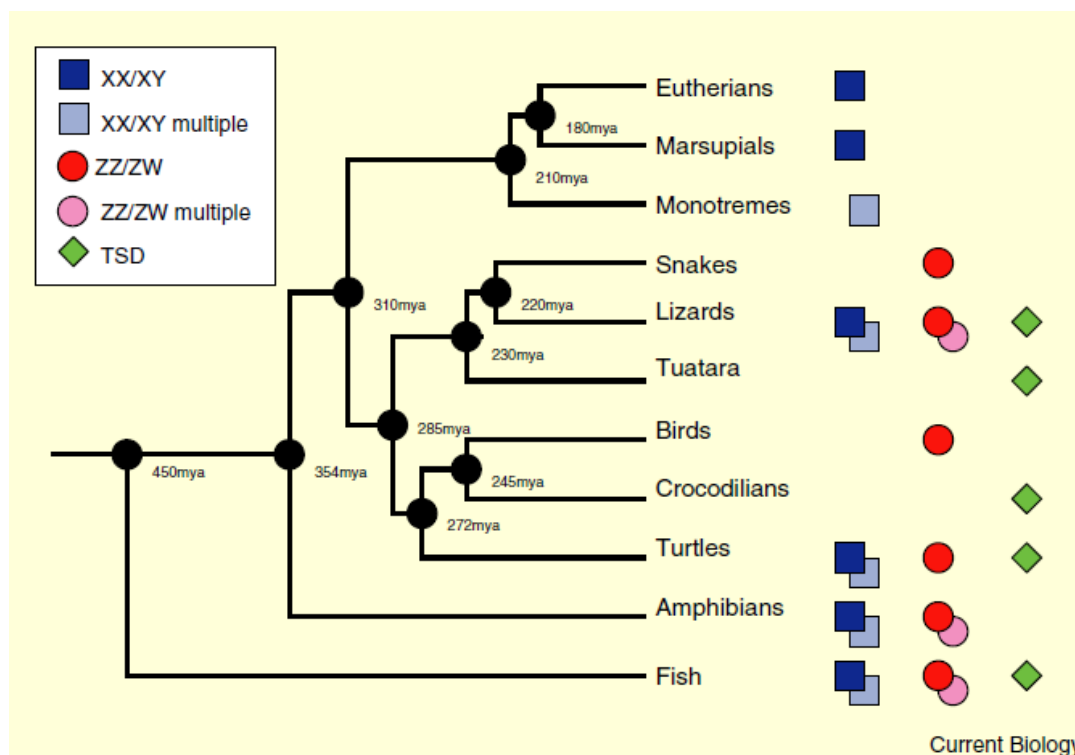 XX/XY
XX/XY multiple
ZZ/ZW
ZZ/ZW multiple
TSD
Eutherians
180mya
Marsupials
210mya
Monotremes
Snakes
310mya
220mya
Lizards
230mya
Tuatara
285mya
Birds
450mya
354mya
245mya
Crocodilians
272mya
Turtles
Amphibians
Fish
Current Biology